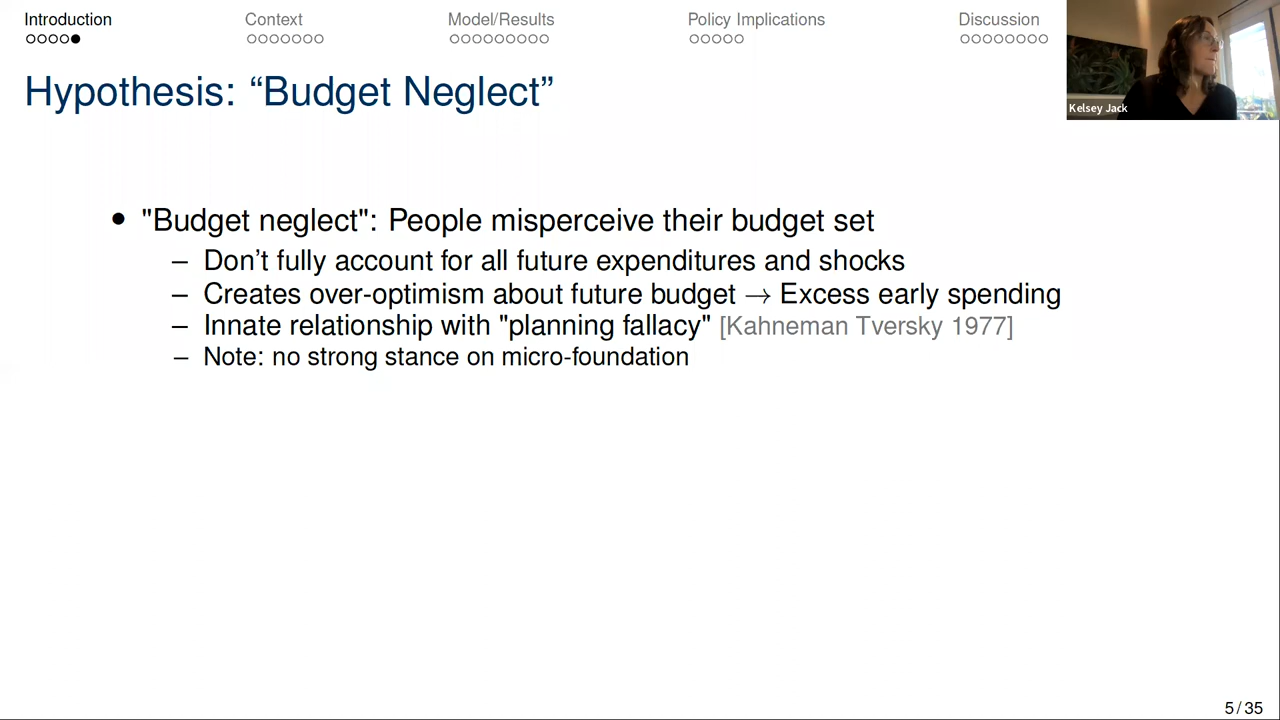 Introduction Context Model/Results Policy Implications Discussion
Kelsey Jack
Hypothesis: “Budget Neglect”
• "Budget neglect": People misperceive their budget set
– Don’t fully account for all future expenditures and shocks
– Creates over-optimism about future budget → Excess early spending
– Innate relationship with "planning fallacy" [Kahneman Tversky 1977]
– Note: no strong stance on micro-foundation
5 / 35